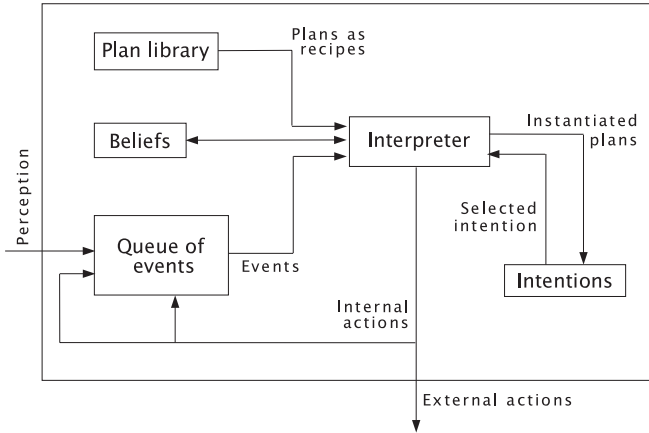 Plan library
Plans as
recipes
Beliefs
Interpreter
Instantiated
plans
Perception
Queue of
events
Events
Selected
intention
Intentions
Internal
actions
External actions